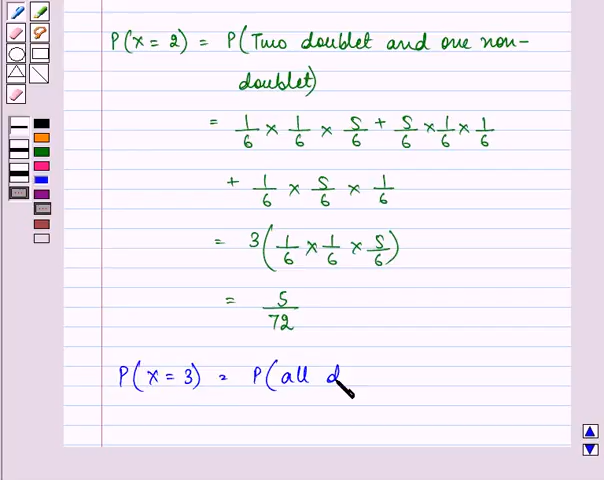 P(x = 2) = P(Two doublet and one non-
doublet)
= 1/6 × 1/6 × 5/6 + 5/6 × 1/6 × 1/6
+ 1/6 × 5/6 × 1/6
= 3(1/6 × 1/6 × 5/6)
= 5/72
P(x = 3) = P(all d